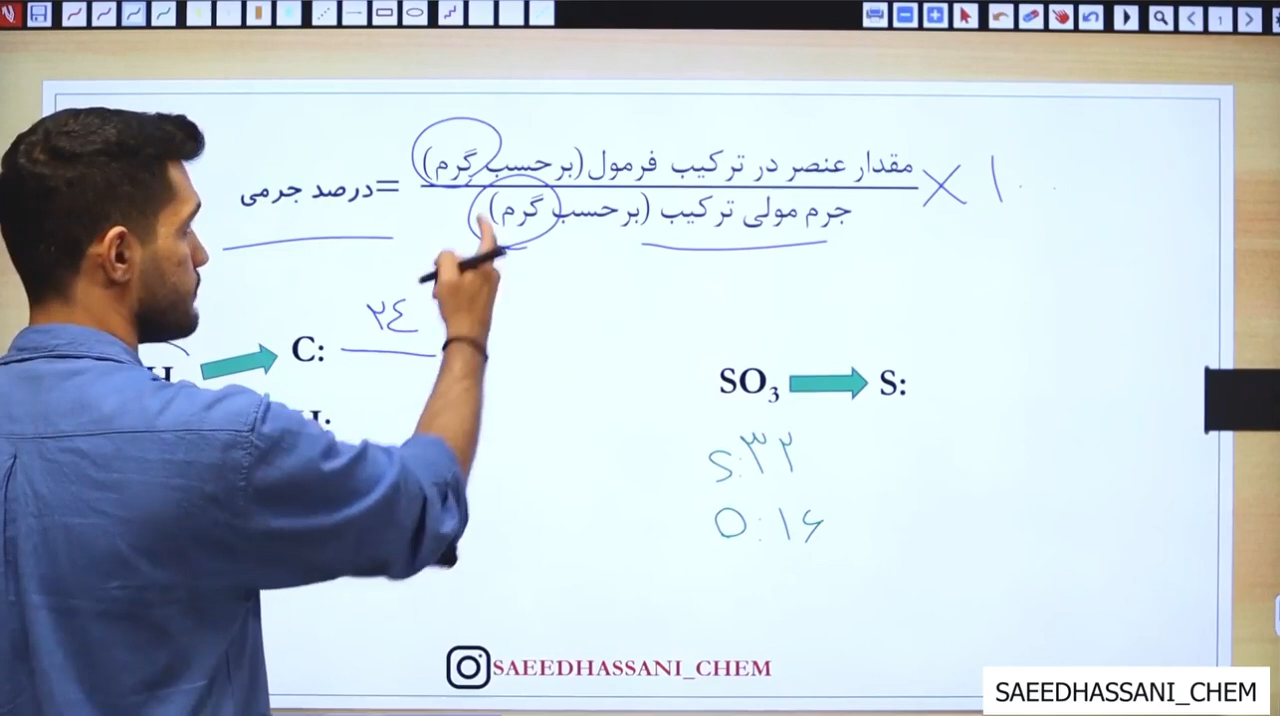 مقدار عنصر در ترکیب فرمول (برحسب گرم)
درصد جرمی = × ۱۰۰
جرم مولی ترکیب (برحسب گرم)
۲۴
C:
SO₃ S:
S:۳۲
O:۱۶
SAEEDHASSANI_CHEM
SAEEDHASSANI_CHEM